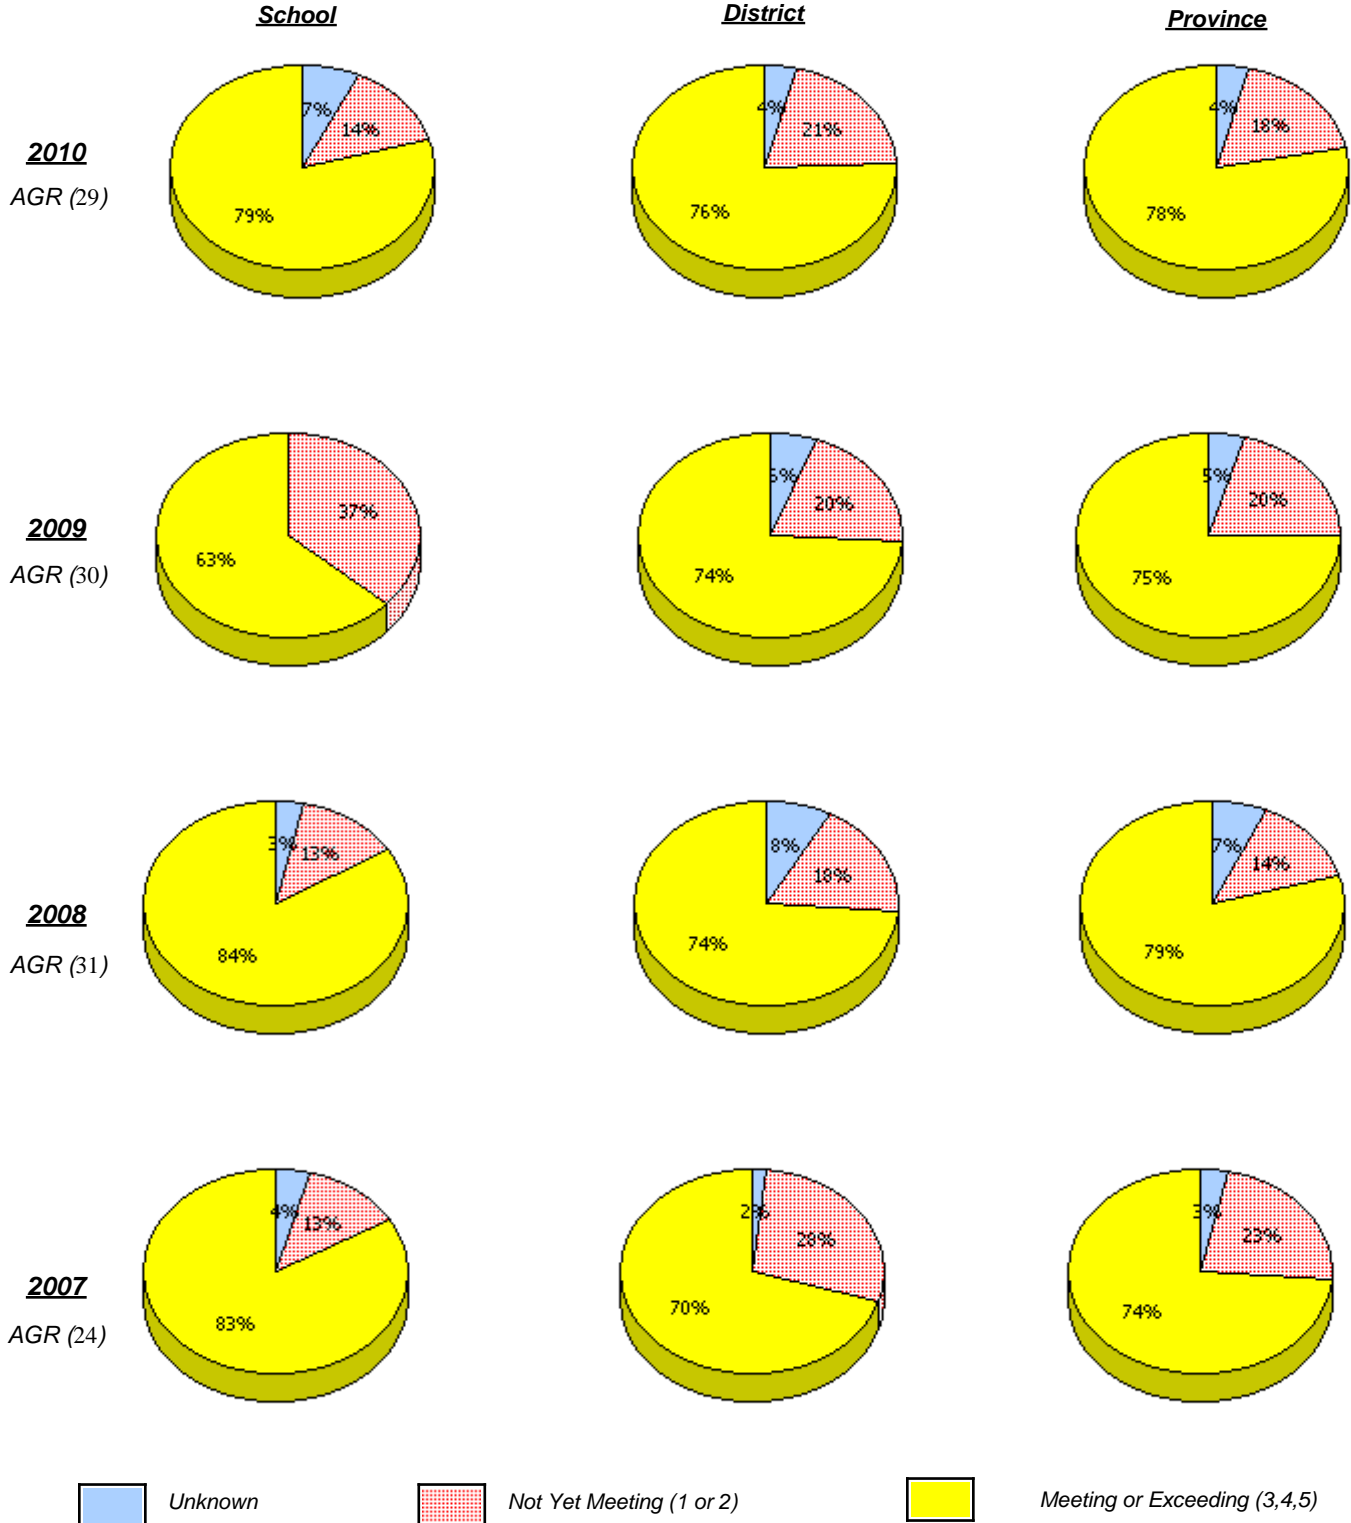 School District Province
7% 14% 79%
4% 21% 76%
4% 18% 78%
2010
AGR (29)
37% 63%
20% 74%
5% 20% 75%
2009
AGR (30)
3% 13% 84%
8% 18% 74%
7% 14% 79%
2008
AGR (31)
4% 13% 83%
2% 28% 70%
3% 23% 74%
2007
AGR (24)
Unknown Not Yet Meeting (1 or 2) Meeting or Exceeding (3,4,5)